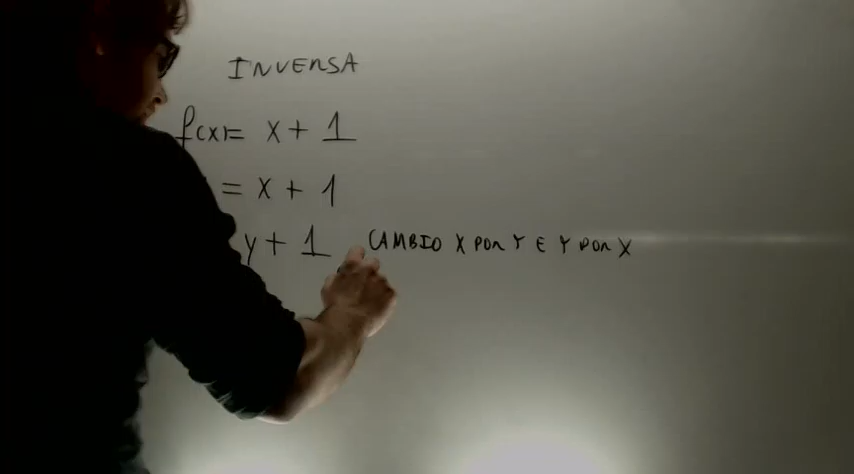 INVERSA
f(x)= x + 1
= x + 1
y + 1 CAMBIO X POR Y E Y POR X